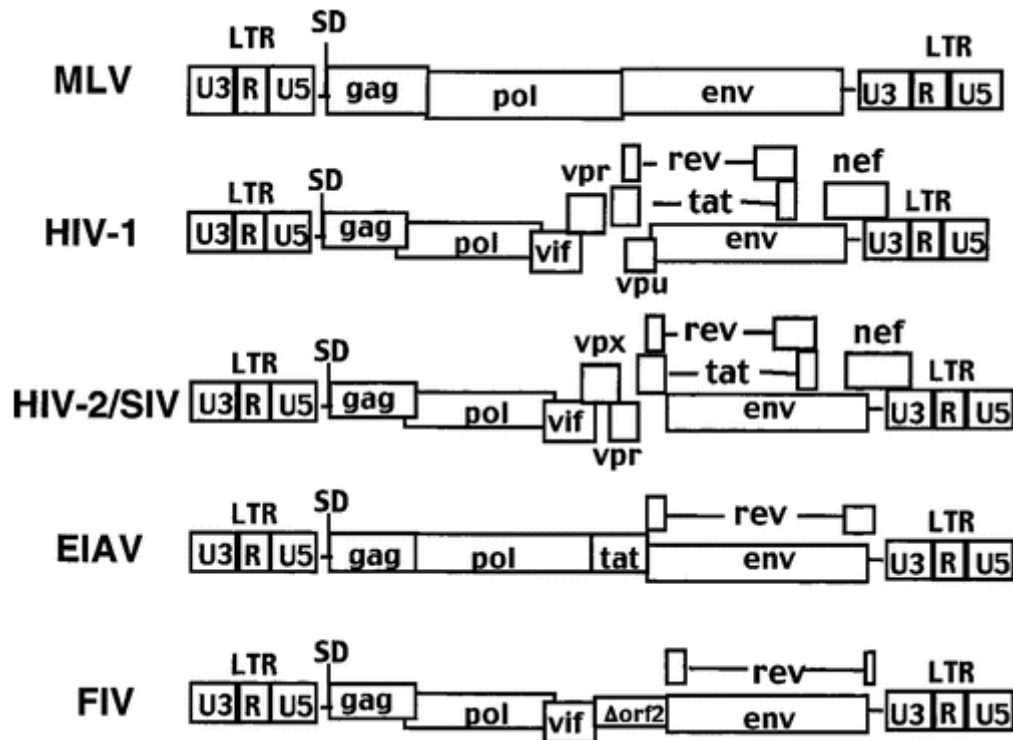 SD
LTR LTR
MLV U3 R U5 gag pol env U3 R U5
vpr rev nef
SD
LTR tat LTR
HIV-1 U3 R U5 gag pol vif env U3 R U5
vpu
vpx rev nef
SD
LTR tat LTR
HIV-2/SIV U3 R U5 gag pol vif env U3 R U5
vpr
SD
LTR rev LTR
EIAV U3 R U5 gag pol tat env U3 R U5
SD
LTR rev LTR
FIV U3 R U5 gag pol vif Δorf2 env U3 R U5